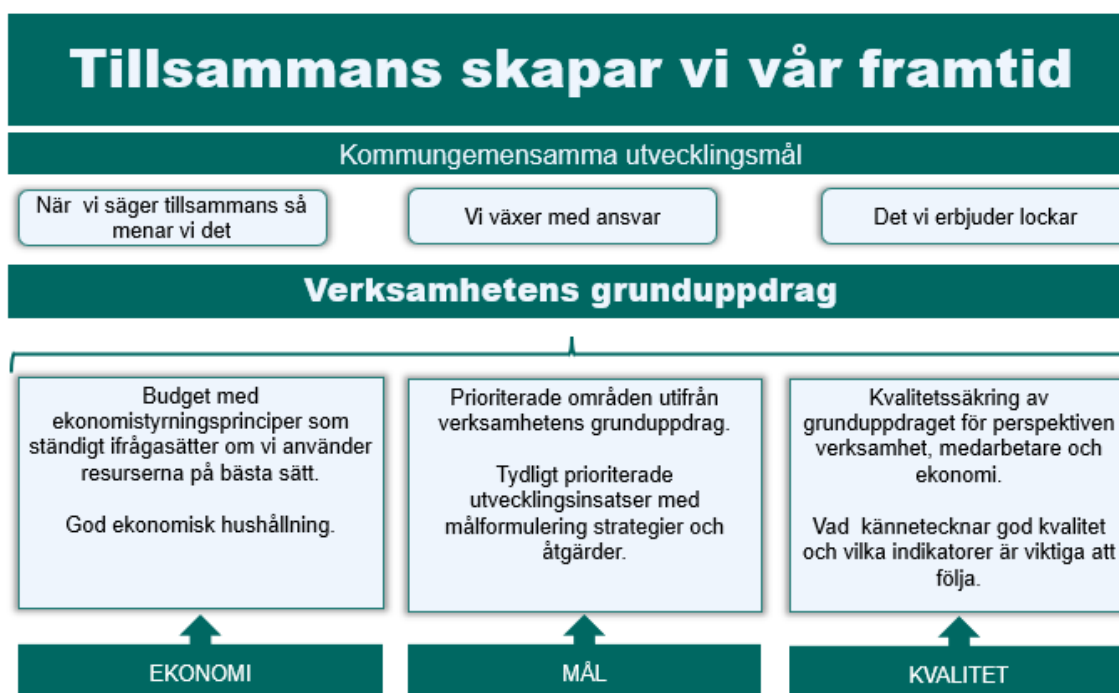 Tillsammans skapar vi vår framtid
Kommungemensamma utvecklingsmål
När vi säger tillsammans så
menar vi det
Vi växer med ansvar
Det vi erbjuder lockar
Verksamhetens grunduppdrag
Budget med
ekonomistyrningsprinciper som
ständigt ifrågasätter om vi använder
resurserna på bästa sätt.
God ekonomisk hushållning.
Prioriterade områden utifrån
verksamhetens grunduppdrag.
Tydligt prioriterade
utvecklingsinsatser med
målformulering strategier och
åtgärder.
Kvalitetssäkring av
grunduppdraget för perspektiven
verksamhet, medarbetare och
ekonomi.
Vad kännetecknar god kvalitet
och vilka indikatorer är viktiga att
följa.
EKONOMI
MÅL
KVALITET